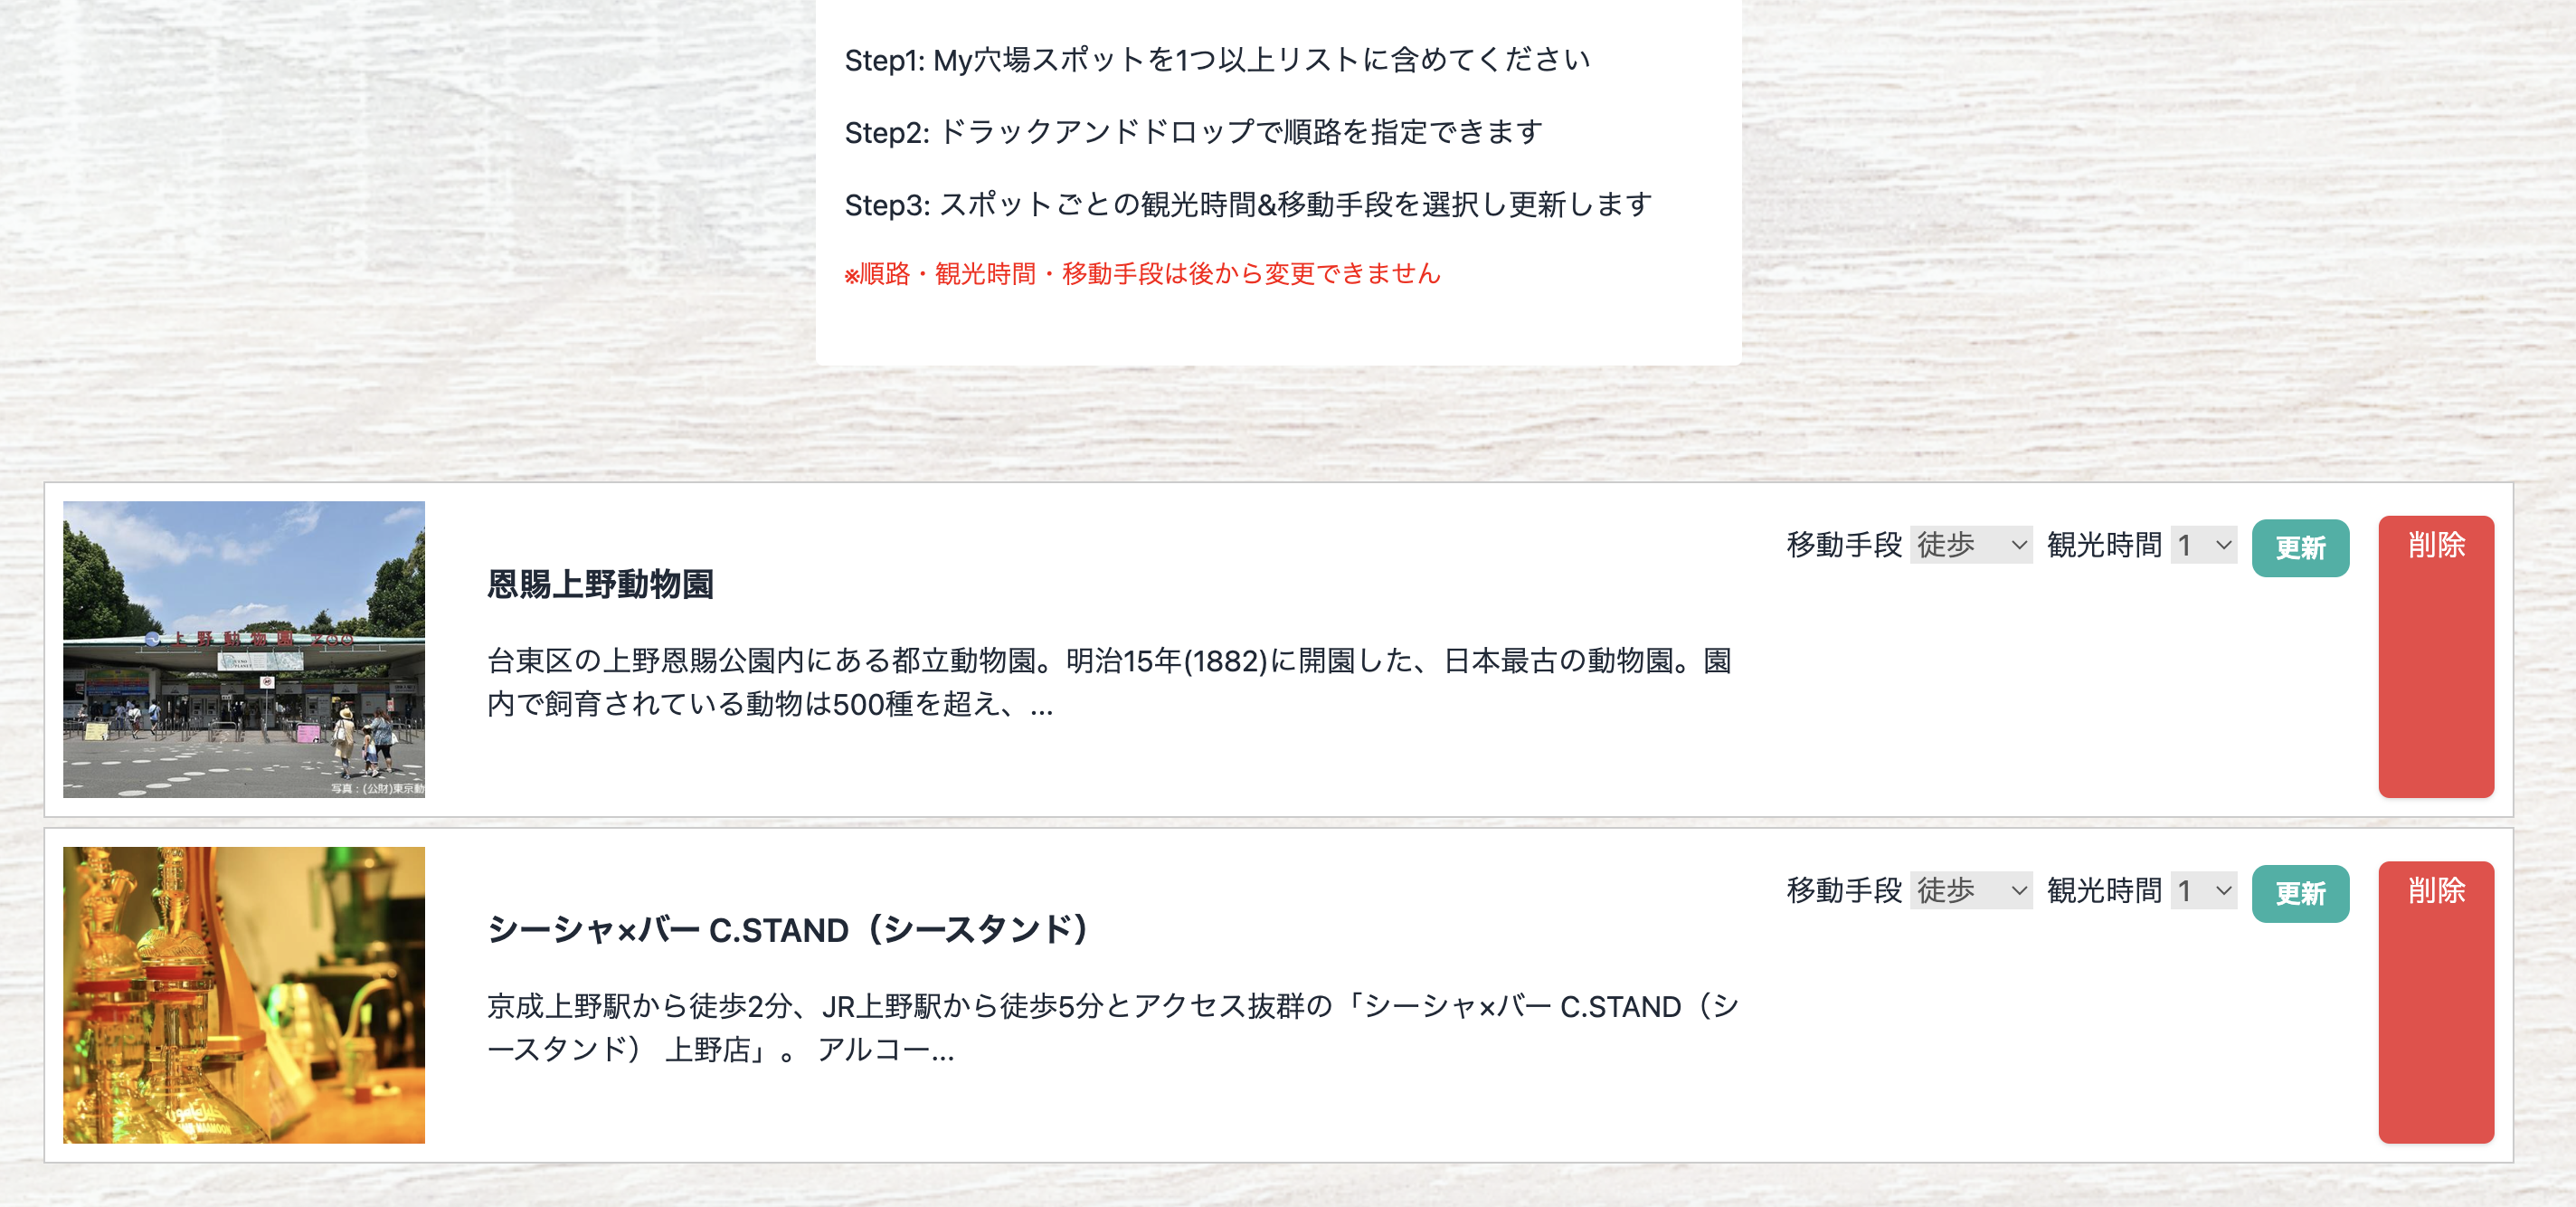 Step1: My穴場スポットを1つ以上リストに含めてください
Step2: ドラックアンドドロップで順路を指定できます
Step3: スポットごとの観光時間&移動手段を選択し更新します
※順路・観光時間・移動手段は後から変更できません
上野動物園 ZOO
写真:(公財)東京動
恩賜上野動物園
台東区の上野恩賜公園内にある都立動物園。明治15年(1882)に開園した、日本最古の動物園。園
内で飼育されている動物は500種を超え、...
移動手段 徒歩 観光時間 1 更新 削除
シーシャ×バー C.STAND（シースタンド）
京成上野駅から徒歩2分、JR上野駅から徒歩5分とアクセス抜群の「シーシャ×バー C.STAND（シ
ースタンド） 上野店」。 アルコー...
移動手段 徒歩 観光時間 1 更新 削除